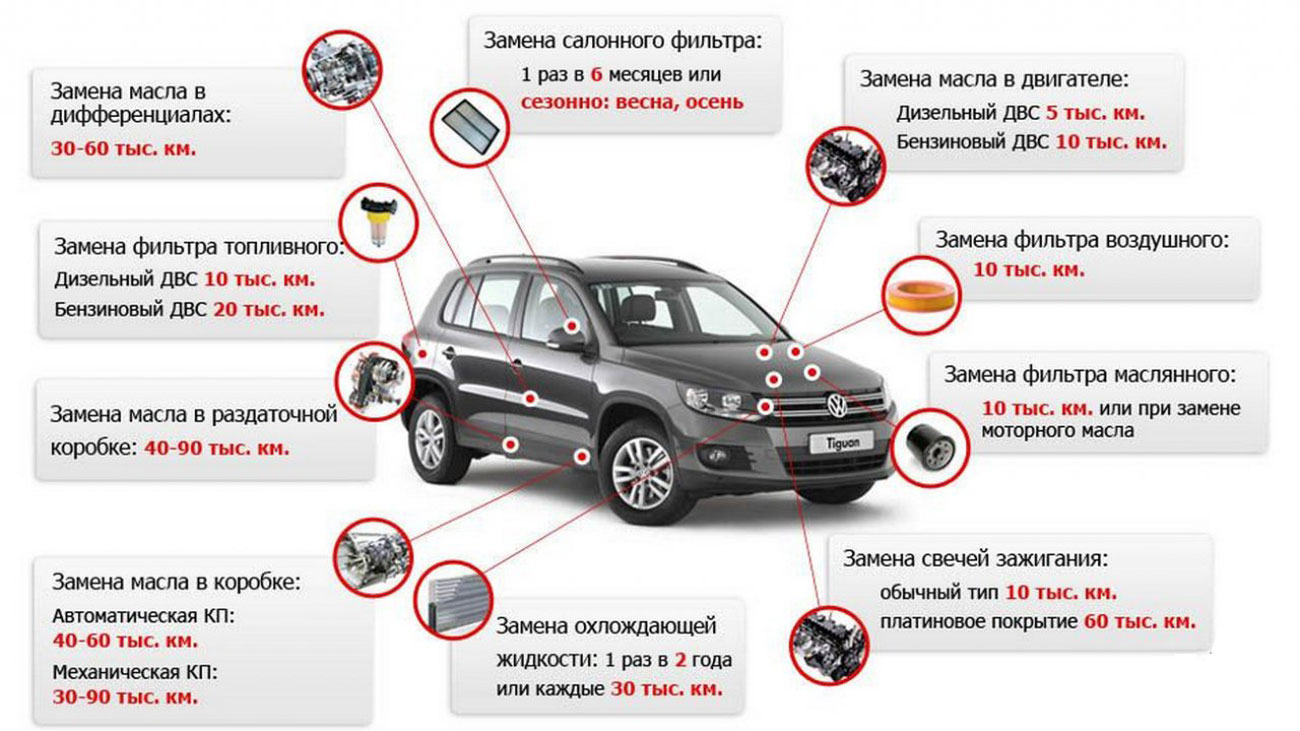 Замена масла в
дифференциалах:
30-60 тыс. км.
Замена салонного фильтра:
1 раз в 6 месяцев или
сезонно: весна, осень
Замена масла в двигателе:
Дизельный ДВС 5 тыс. км.
Бензиновый ДВС 10 тыс. км.
Замена фильтра топливного:
Дизельный ДВС 10 тыс. км.
Бензиновый ДВС 20 тыс. км.
Замена фильтра воздушного:
10 тыс. км.
Замена масла в раздаточной
коробке: 40-90 тыс. км.
Замена фильтра маслянного:
10 тыс. км. или при замене
моторного масла
Tiguan
Замена масла в коробке:
Автоматическая КП:
40-60 тыс. км.
Механическая КП:
30-90 тыс. км.
Замена охлождающей
жидкости: 1 раз в 2 года
или каждые 30 тыс. км.
Замена свечей зажигания:
обычный тип 10 тыс. км.
платиновое покрытие 60 тыс. км.